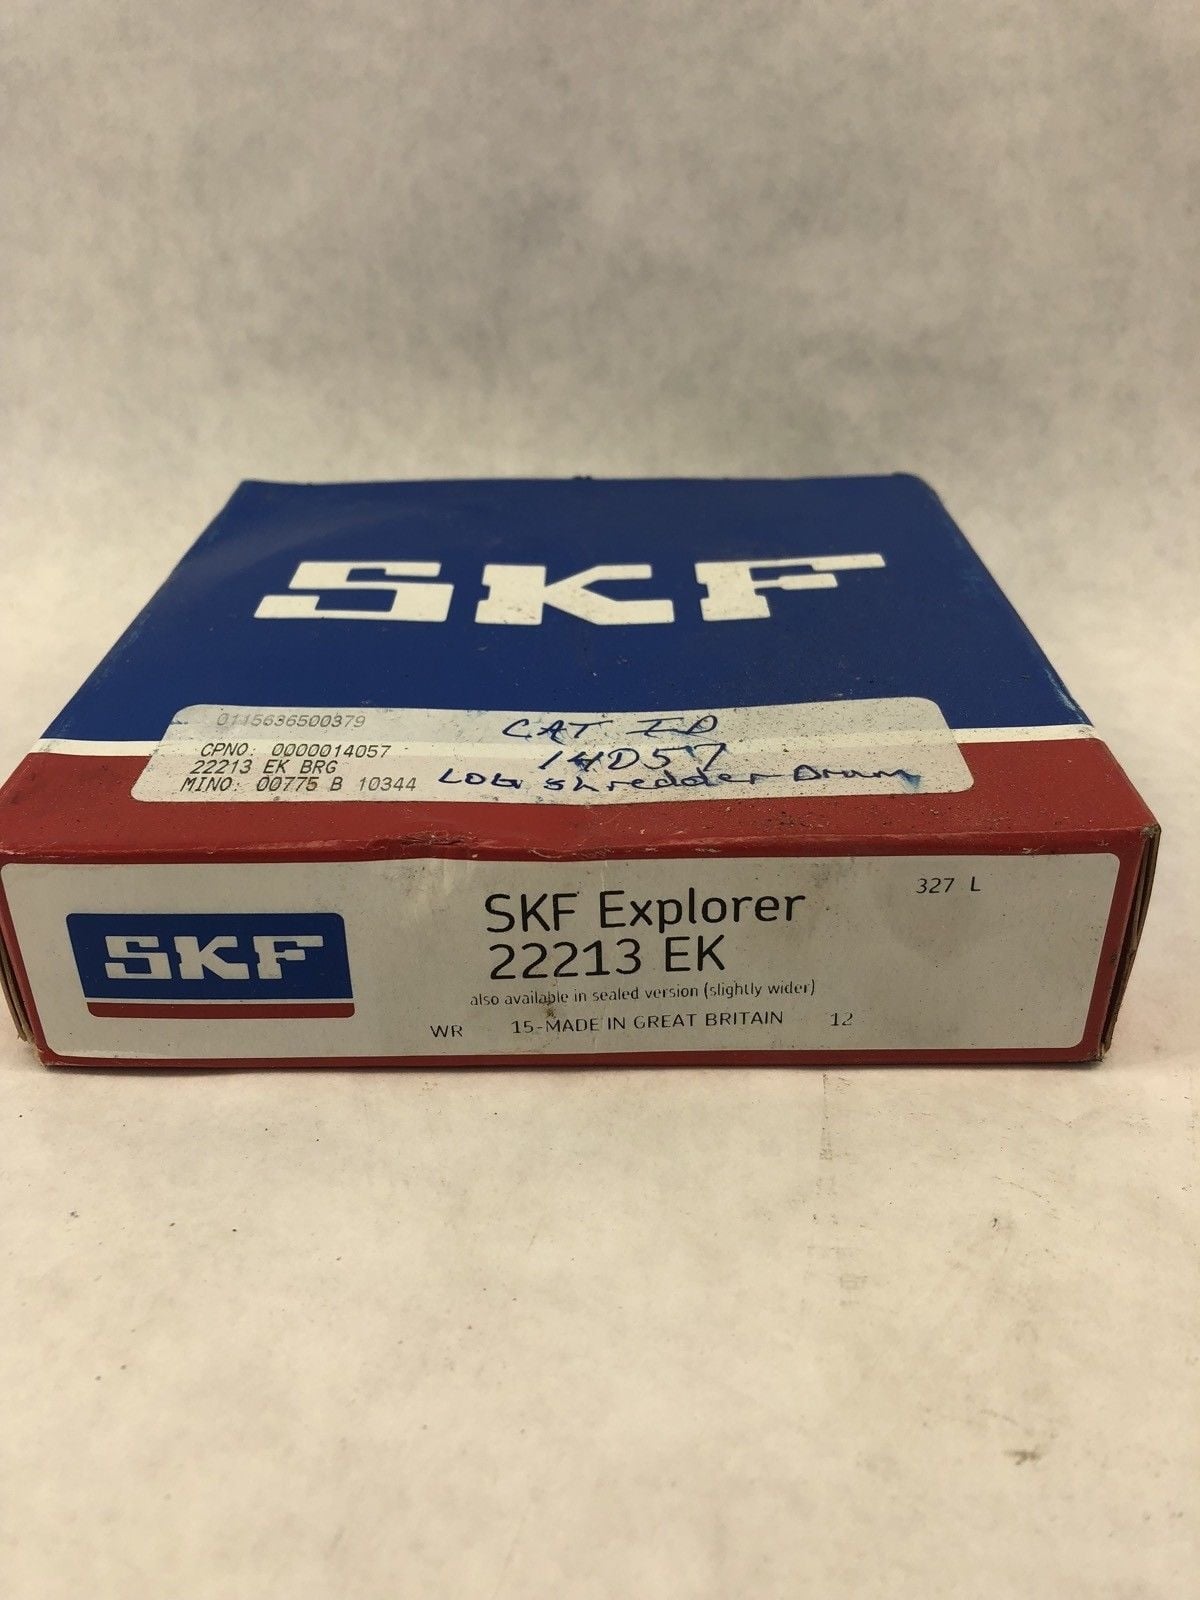 SKF
0115636500379
CPNO: 0000014057
22213 EK BRG
MINO: 00775 B 10344
CAT ID
14D57
shredder Drum
SKF
SKF Explorer
22213 EK
also available in sealed version (slightly wider)
WR 15-MADE IN GREAT BRITAIN 12
327 L